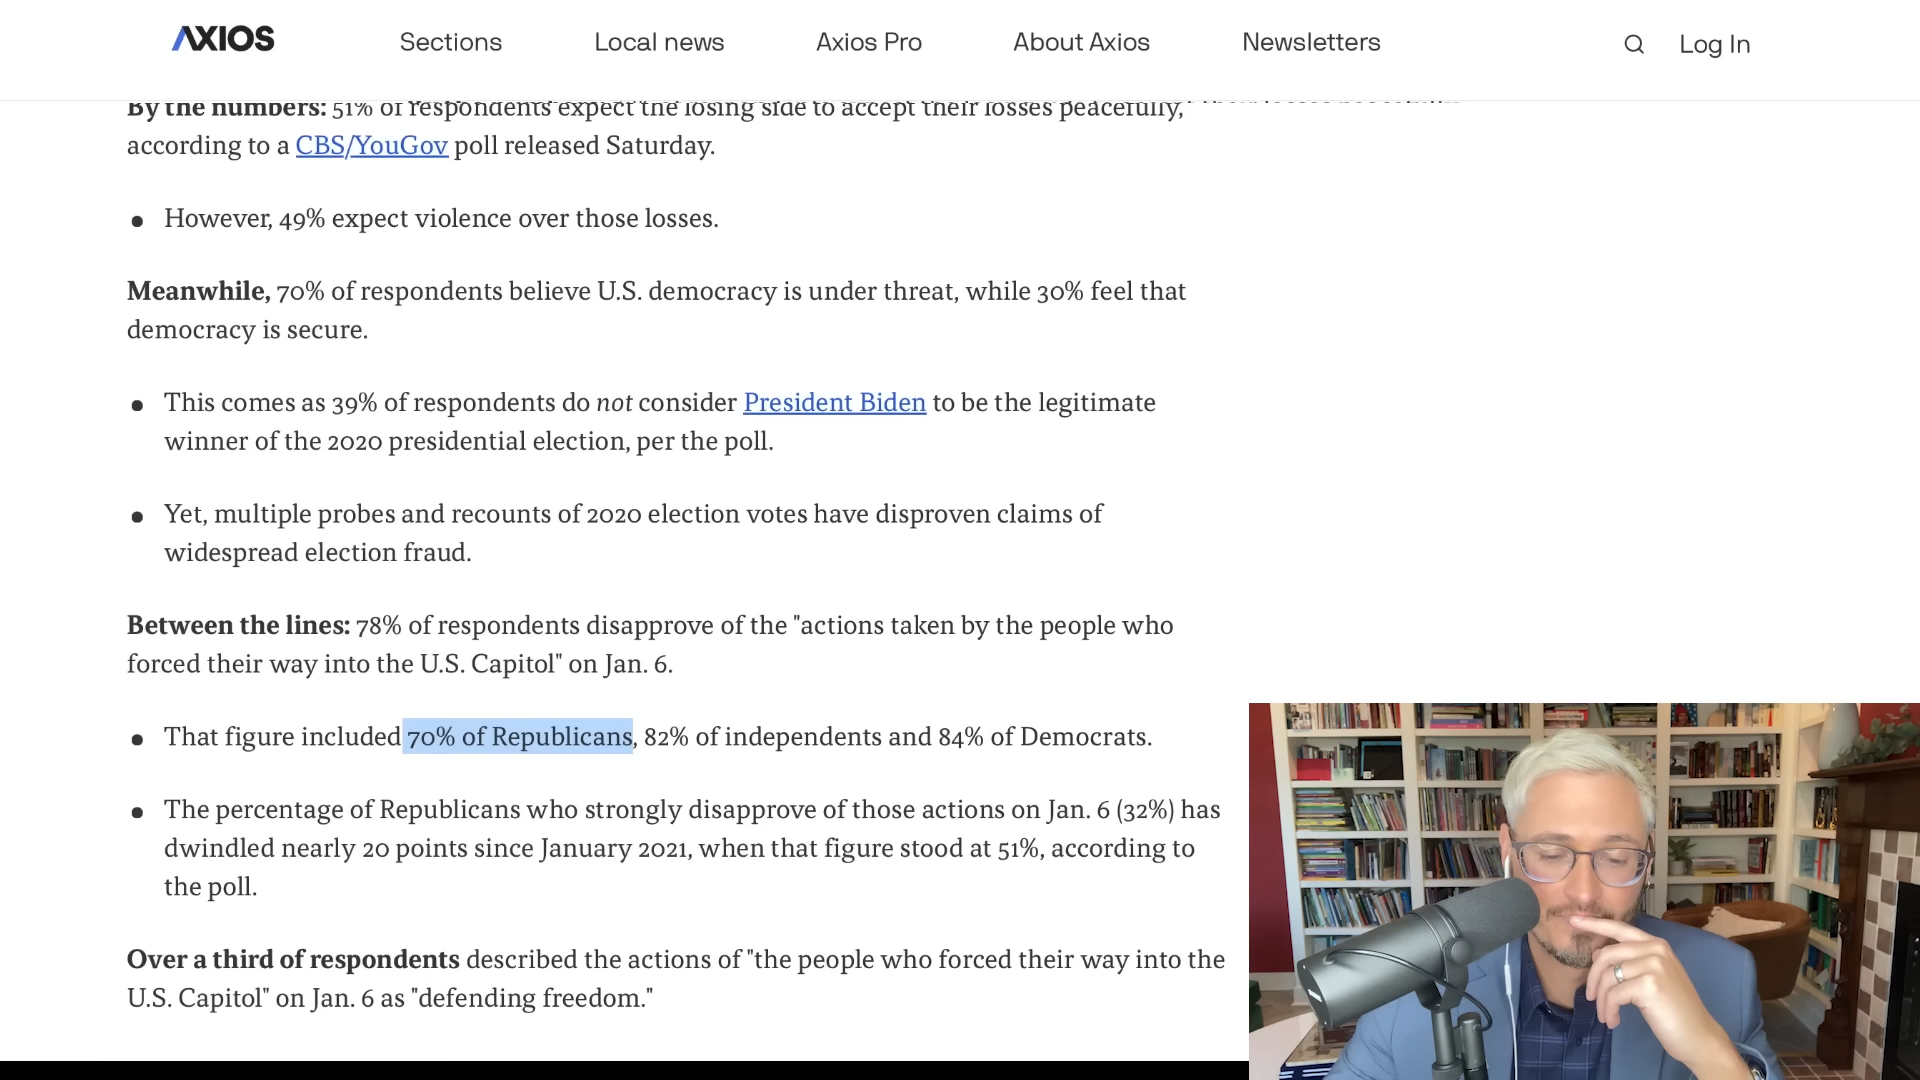 AXIOS
Sections
Local news
Axios Pro
About Axios
Newsletters
Log In
By the numbers: 51% of respondents expect the losing side to accept their losses peacefully,
according to a CBS/YouGov poll released Saturday.
• However, 49% expect violence over those losses.
Meanwhile, 70% of respondents believe U.S. democracy is under threat, while 30% feel that
democracy is secure.
• This comes as 39% of respondents do not consider President Biden to be the legitimate
winner of the 2020 presidential election, per the poll.
• Yet, multiple probes and recounts of 2020 election votes have disproven claims of
widespread election fraud.
Between the lines: 78% of respondents disapprove of the "actions taken by the people who
forced their way into the U.S. Capitol" on Jan. 6.
• That figure included 70% of Republicans, 82% of independents and 84% of Democrats.
• The percentage of Republicans who strongly disapprove of those actions on Jan. 6 (32%) has
dwindled nearly 20 points since January 2021, when that figure stood at 51%, according to
the poll.
Over a third of respondents described the actions of "the people who forced their way into the
U.S. Capitol" on Jan. 6 as "defending freedom."